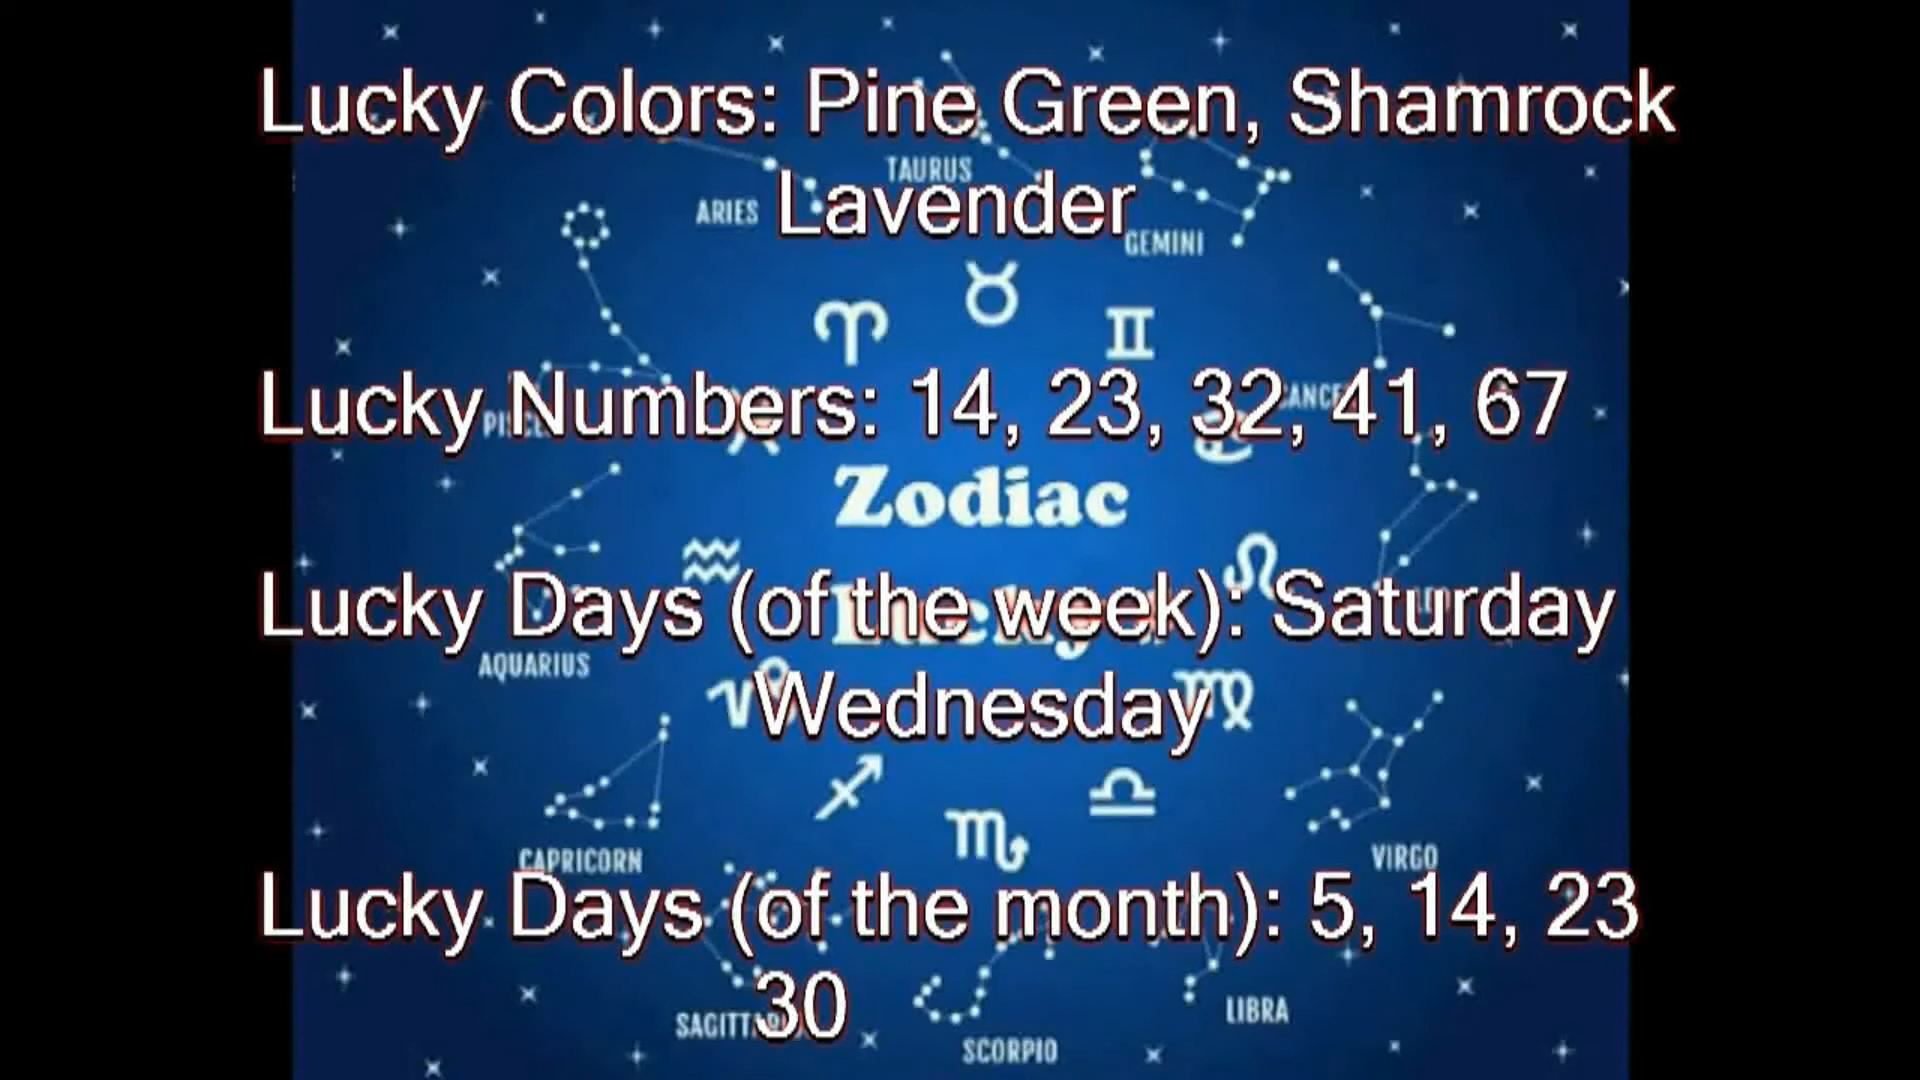 Lucky Colors: Pine Green, Shamrock
TAURUS
Lavender
ARIES
GEMINI
Lucky Numbers: 14, 23, 32, 41, 67
Zodiac
Lucky Days (of the week): Saturday
AQUARIUS
Wednesday
CAPRICORN
VIRGO
Lucky Days (of the month): 5, 14, 23
30
LIBRA
SCORPIO